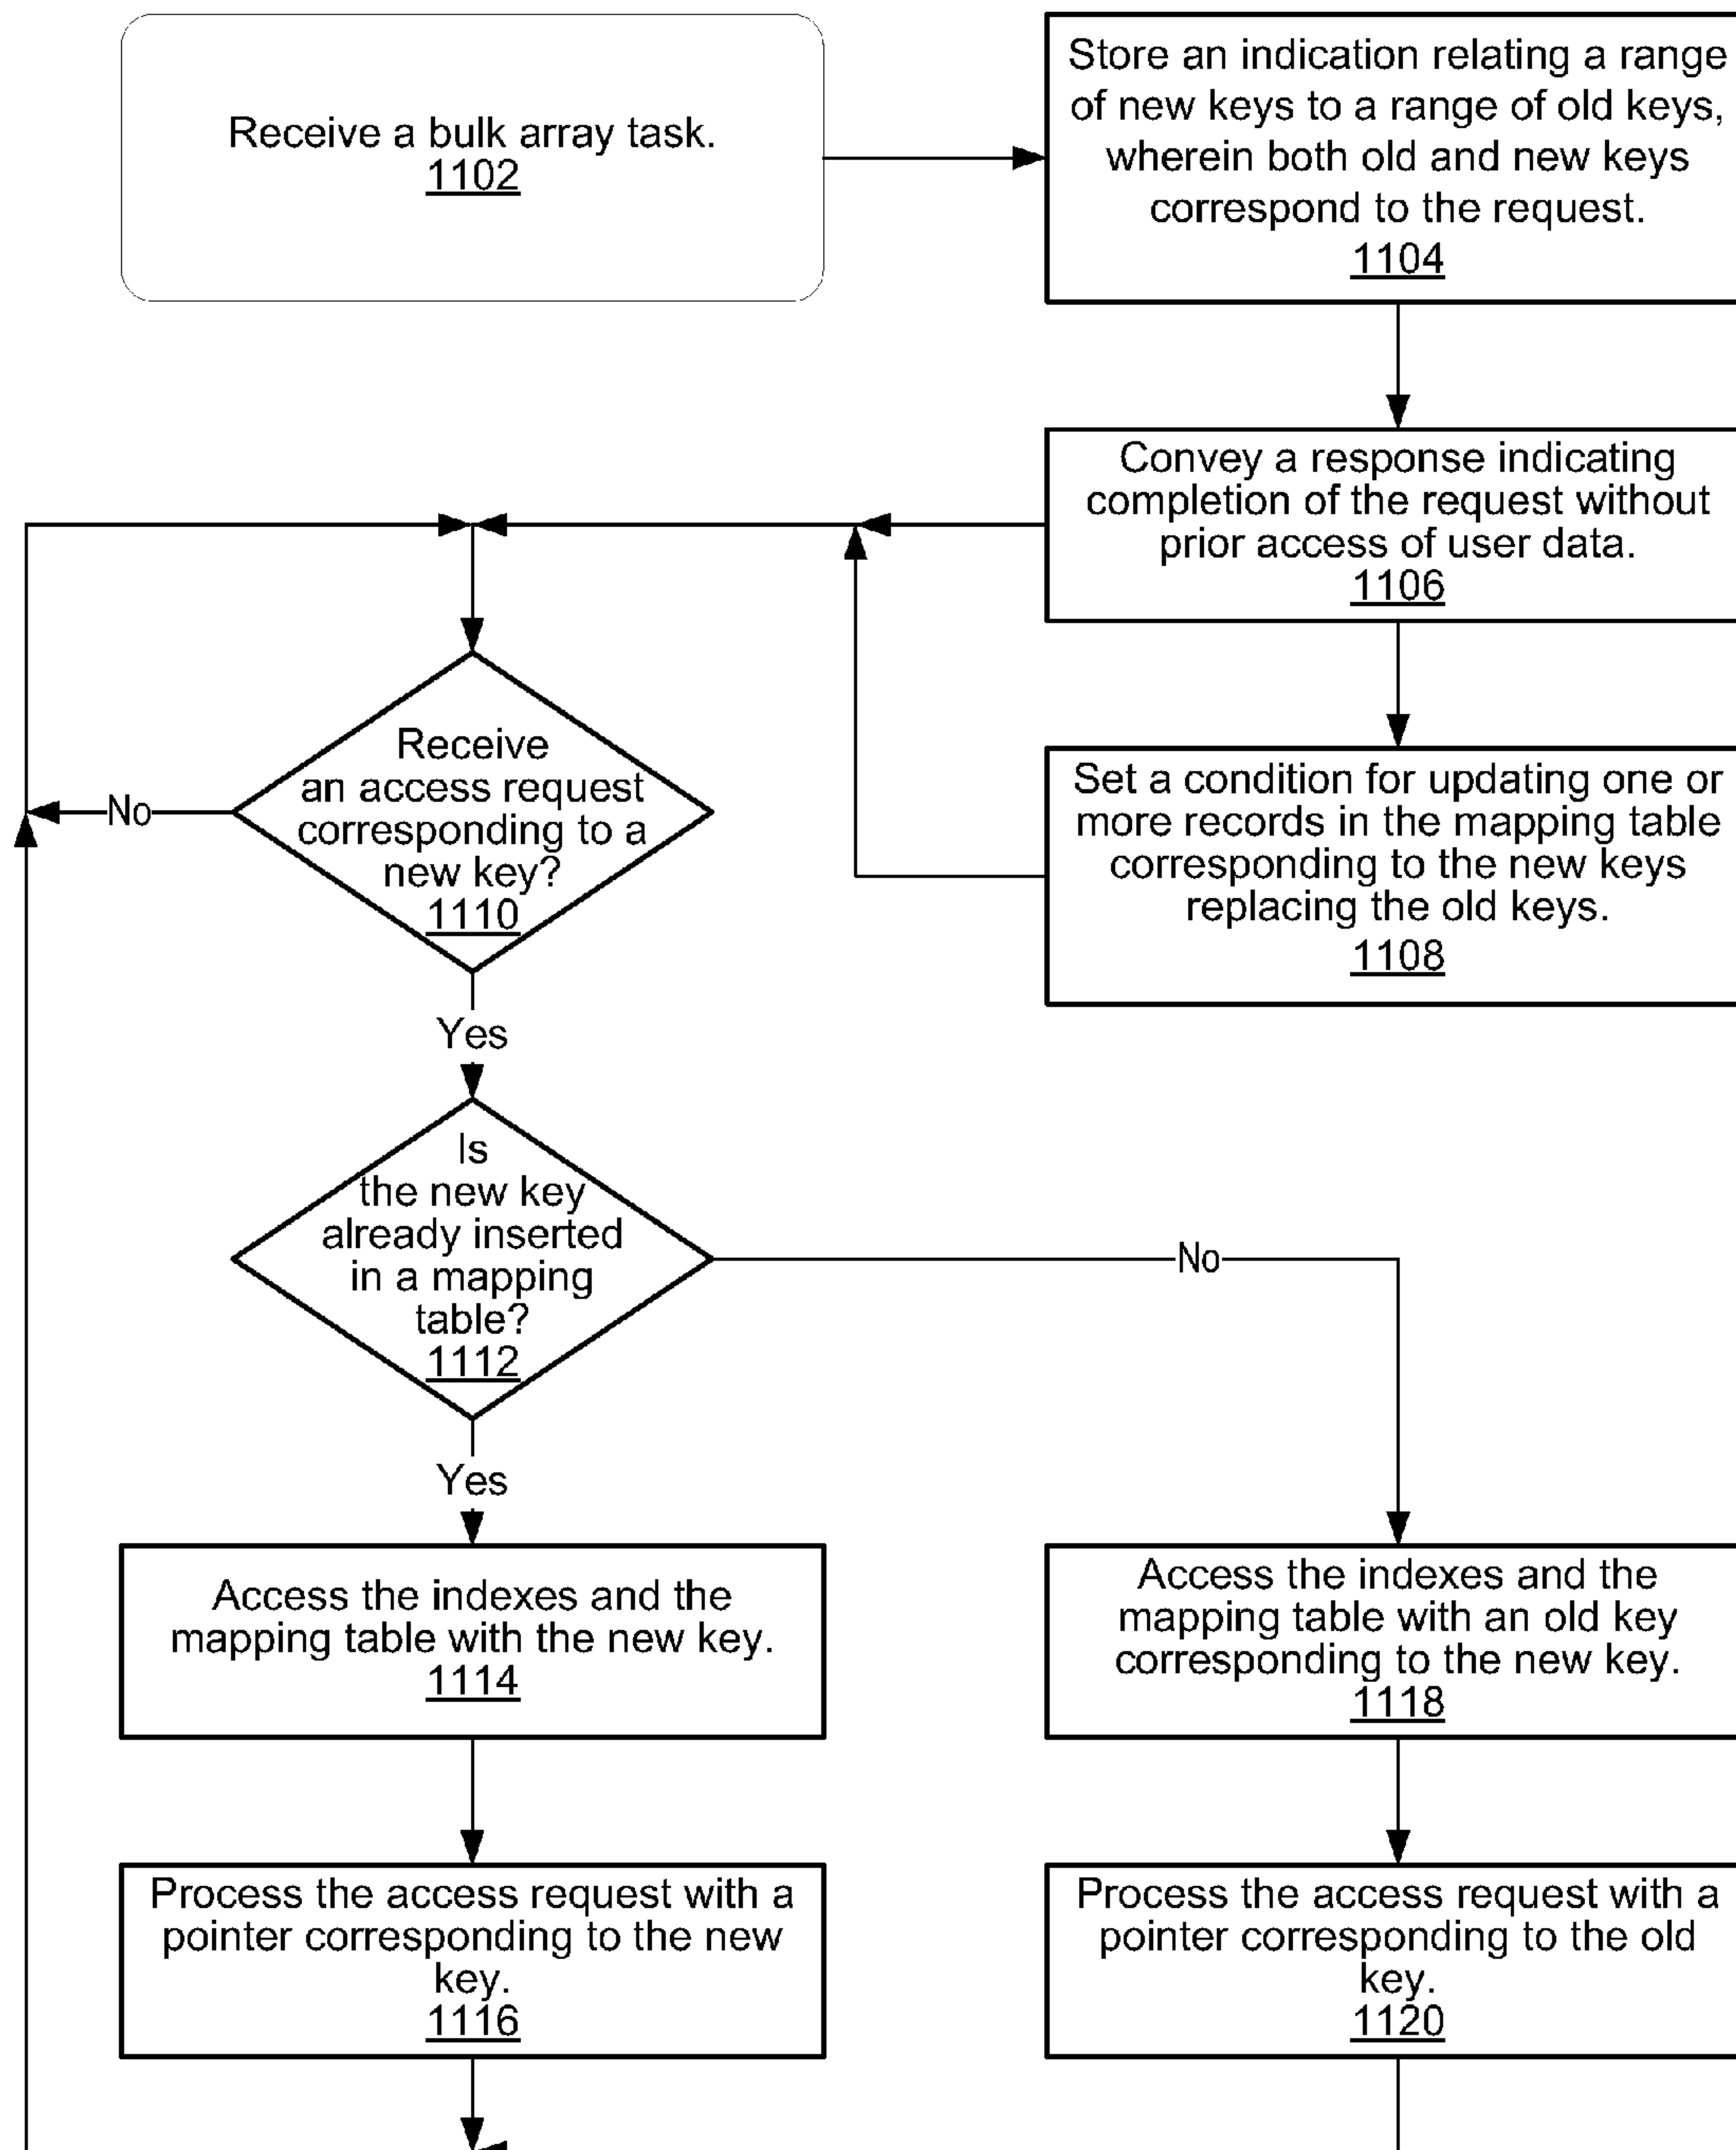 Receive a bulk array task.
1102
Store an indication relating a range
of new keys to a range of old keys,
wherein both old and new keys
correspond to the request.
1104
Convey a response indicating
completion of the request without
prior access of user data.
1106
Set a condition for updating one or
more records in the mapping table
corresponding to the new keys
replacing the old keys.
1108
Receive
an access request
corresponding to a
new key?
1110
No
Yes
Is
the new key
already inserted
in a mapping
table?
1112
No
Yes
Access the indexes and the
mapping table with the new key.
1114
Access the indexes and the
mapping table with an old key
corresponding to the new key.
1118
Process the access request with a
pointer corresponding to the new
key.
1116
Process the access request with a
pointer corresponding to the old
key.
1120